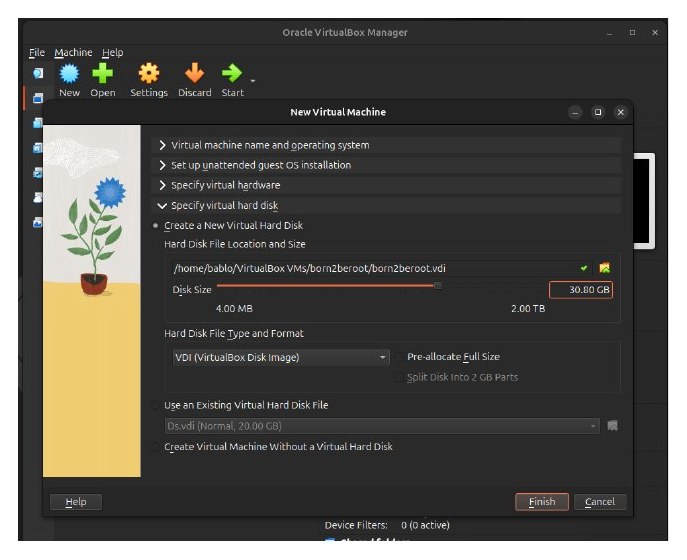 Oracle VirtualBox Manager
File Machine Help
New Open Settings Discard Start
New Virtual Machine
Virtual machine name and operating system
Set up unattended guest OS installation
Specify virtual hardware
Specify virtual hard disk
Create a New Virtual Hard Disk
Hard Disk File Location and Size
/home/bablo/VirtualBox VMs/born2beroot/born2beroot.vdi
Disk Size 30.80 GB
4.00 MB 2.00 TB
Hard Disk File Type and Format
VDI (VirtualBox Disk Image) Pre-allocate Full Size
Split Disk Into 2 GB Parts
Use an Existing Virtual Hard Disk File
Ds.vdi (Normal, 20.00 GB)
Create Virtual Machine Without a Virtual Hard Disk
Help Finish Cancel
Device Filters: 0 (0 active)